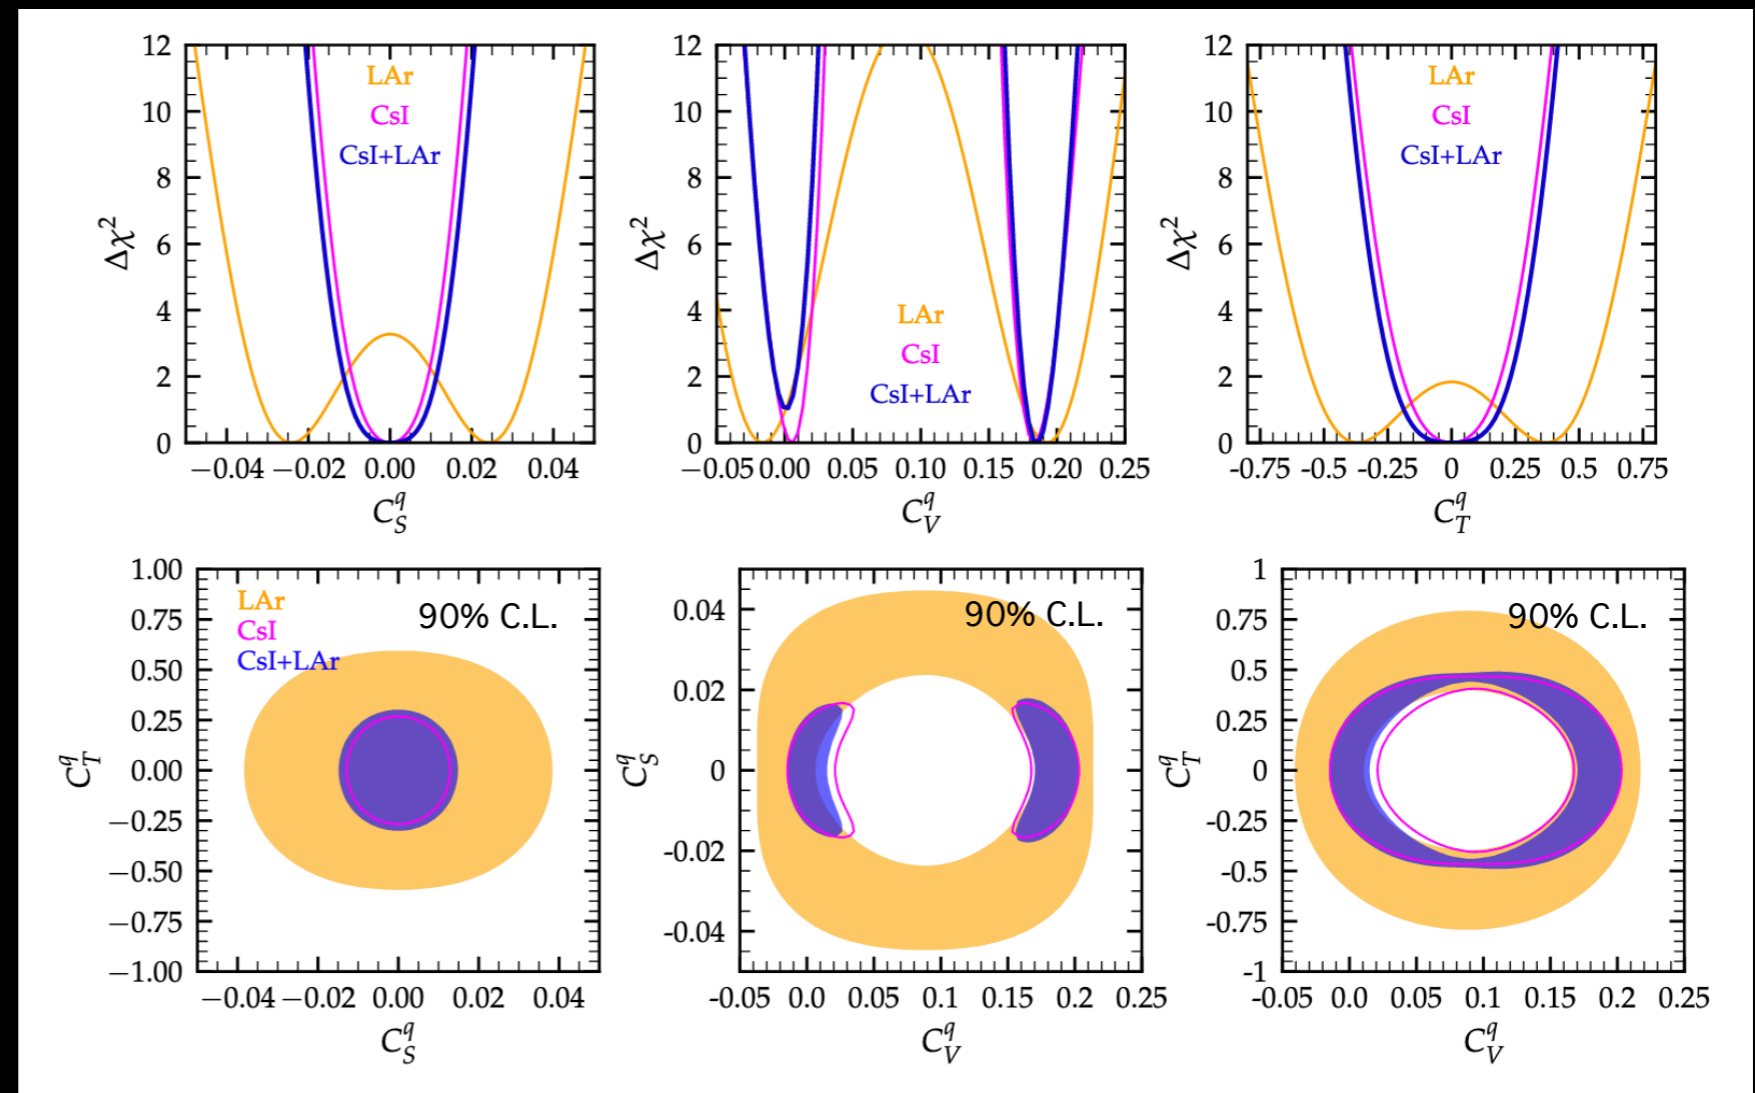 12
10
8
6
4
2
0
Δχ²
LAr
CsI
CsI+LAr
−0.04 −0.02 0.00 0.02 0.04
C_S^q
12
10
8
6
4
2
0
Δχ²
LAr
CsI
CsI+LAr
−0.05 0.00 0.05 0.10 0.15 0.20 0.25
C_V^q
12
10
8
6
4
2
0
Δχ²
LAr
CsI
CsI+LAr
-0.75 -0.5 -0.25 0 0.25 0.5 0.75
C_T^q
1.00
0.75
0.50
0.25
0.00
−0.25
−0.50
−0.75
−1.00
C_T^q
LAr
CsI
CsI+LAr
90% C.L.
−0.04 −0.02 0.00 0.02 0.04
C_S^q
0.04
0.02
0
-0.02
-0.04
C_S^q
90% C.L.
-0.05 0.0 0.05 0.1 0.15 0.2 0.25
C_V^q
1
0.75
0.5
0.25
0
-0.25
-0.5
-0.75
-1
C_T^q
90% C.L.
-0.05 0.0 0.05 0.1 0.15 0.2 0.25
C_V^q